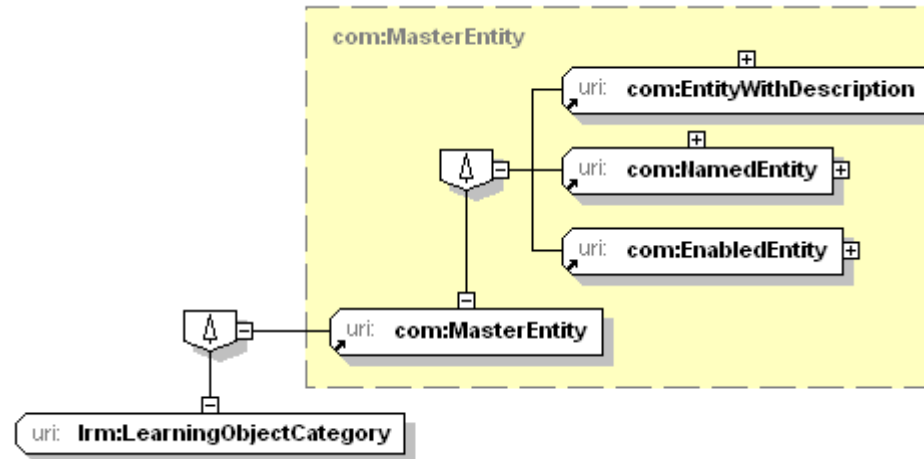 com:MasterEntity
uri: com:EntityWithDescription
uri: com:NamedEntity
uri: com:EnabledEntity
uri: com:MasterEntity
uri: lrm:LearningObjectCategory